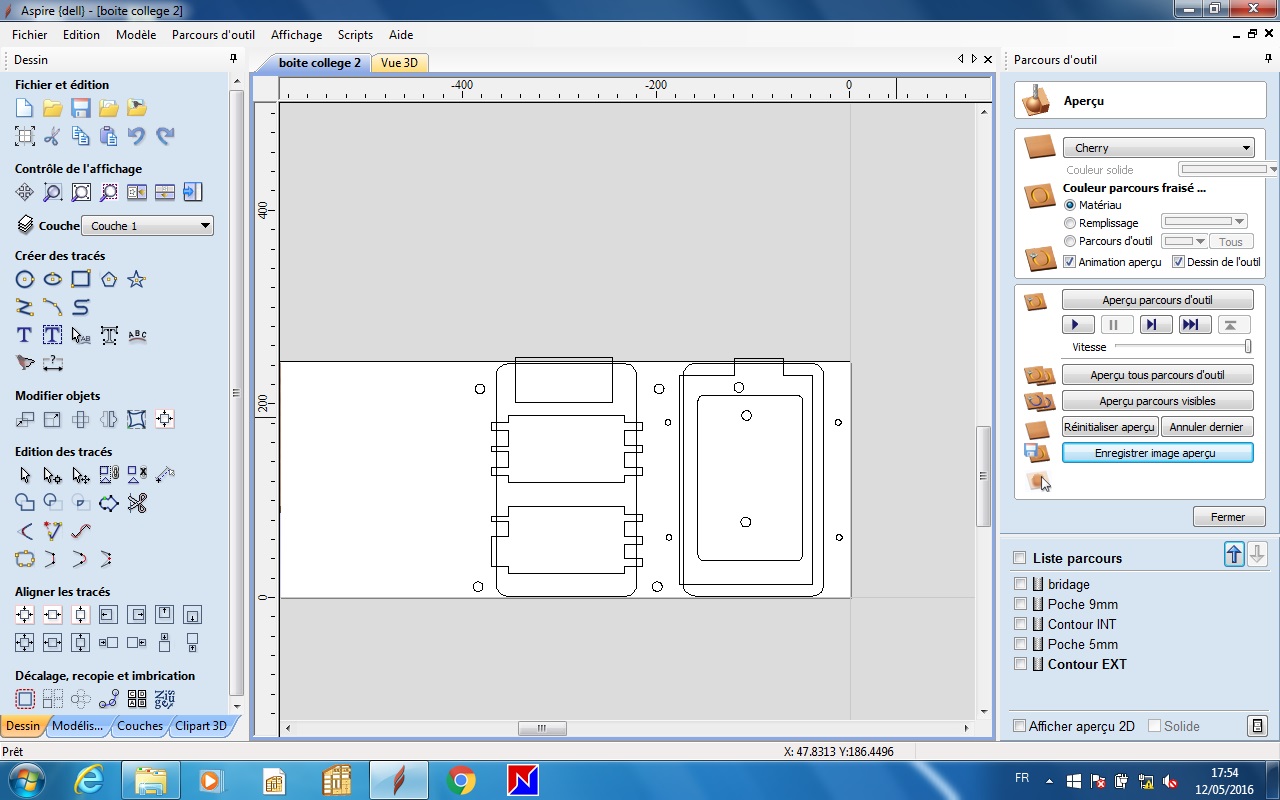 Aspire {dell} - [boite college 2]
Fichier Edition Modèle Parcours d'outil Affichage Scripts Aide
Dessin
boite college 2 Vue 3D
Parcours d'outil
Fichier et édition
Contrôle de l'affichage
Couche Couche 1
Créer des tracés
Modifier objets
Edition des tracés
Aligner les tracés
Décalage, recopie et imbrication
Dessin Modélis... Couches Clipart 3D
-400 -200 0
400
200
0
Aperçu
Cherry
Couleur solide
Couleur parcours fraisé ...
Matériau
Remplissage
Parcours d'outil Tous
Animation aperçu Dessin de l'outil
Aperçu parcours d'outil
Vitesse
Aperçu tous parcours d'outil
Aperçu parcours visibles
Réinitialiser aperçu Annuler dernier
Enregistrer image aperçu
Fermer
Liste parcours
bridage
Poche 9mm
Contour INT
Poche 5mm
Contour EXT
Afficher aperçu 2D Solide
Prêt X: 47.8313 Y:186.4496
FR 17:54
12/05/2016